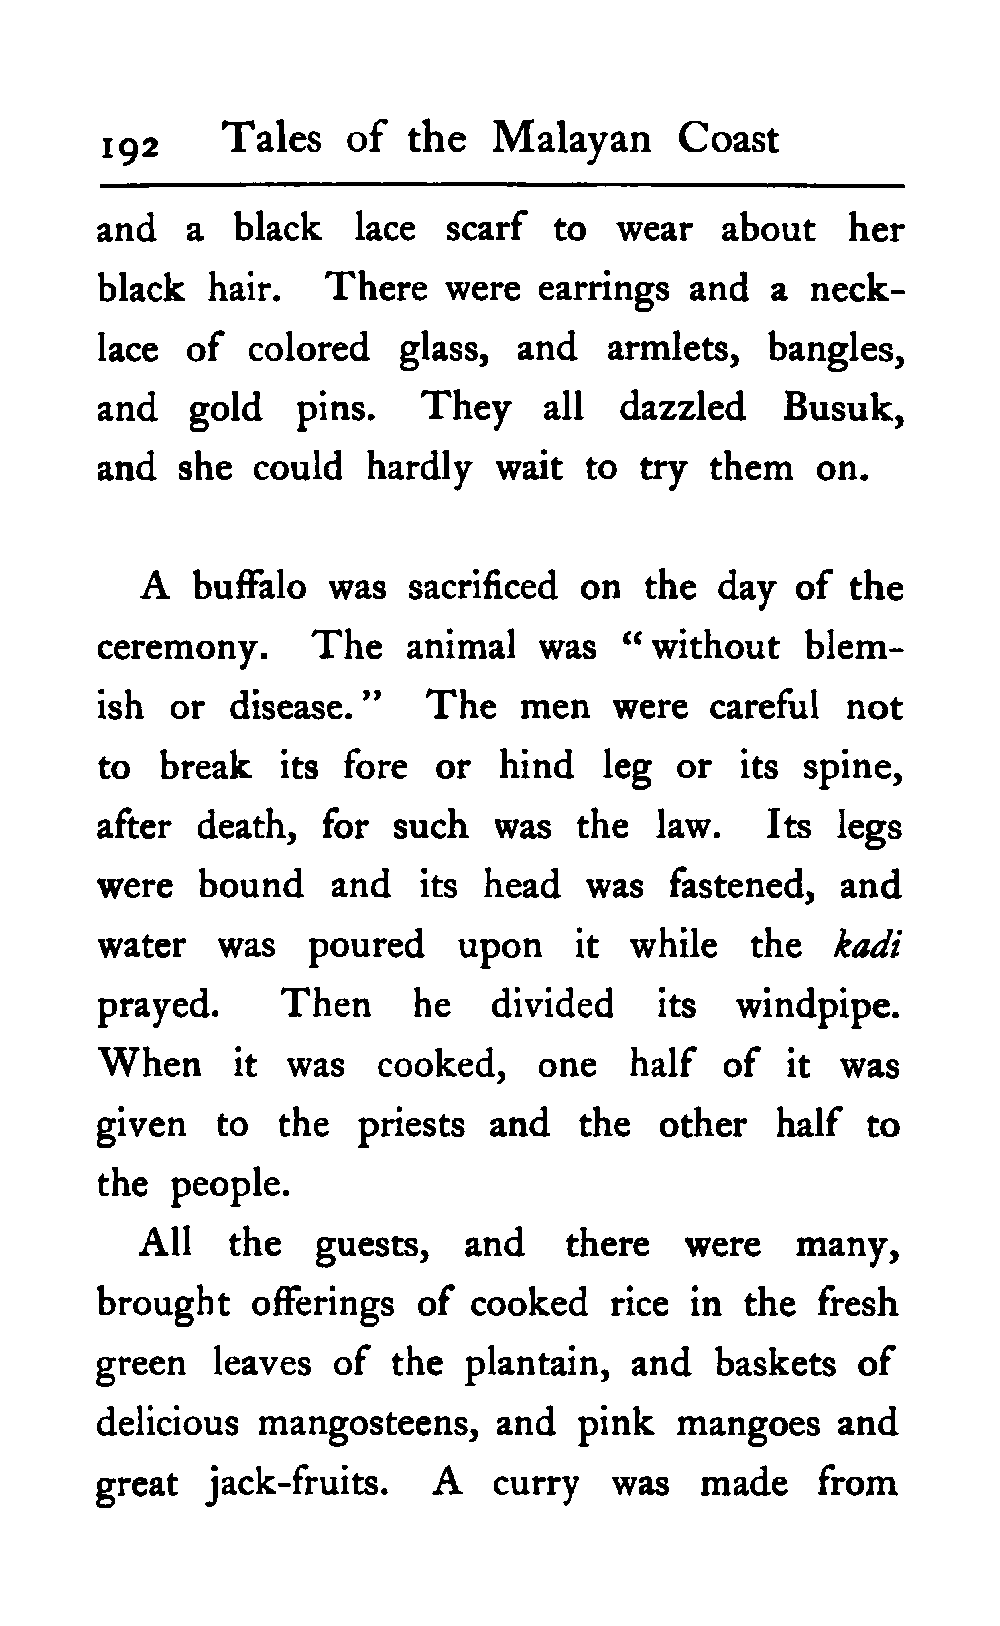 192 Tales of the Malayan Coast
and a black lace scarf to wear about her
black hair. There were earrings and a neck-
lace of colored glass, and armlets, bangles,
and gold pins. They all dazzled Busuk,
and she could hardly wait to try them on.
A buffalo was sacrificed on the day of the
ceremony. The animal was “without blem-
ish or disease.” The men were careful not
to break its fore or hind leg or its spine,
after death, for such was the law. Its legs
were bound and its head was fastened, and
water was poured upon it while the kadi
prayed. Then he divided its windpipe.
When it was cooked, one half of it was
given to the priests and the other half to
the people.
All the guests, and there were many,
brought offerings of cooked rice in the fresh
green leaves of the plantain, and baskets of
delicious mangosteens, and pink mangoes and
great jack-fruits. A curry was made from